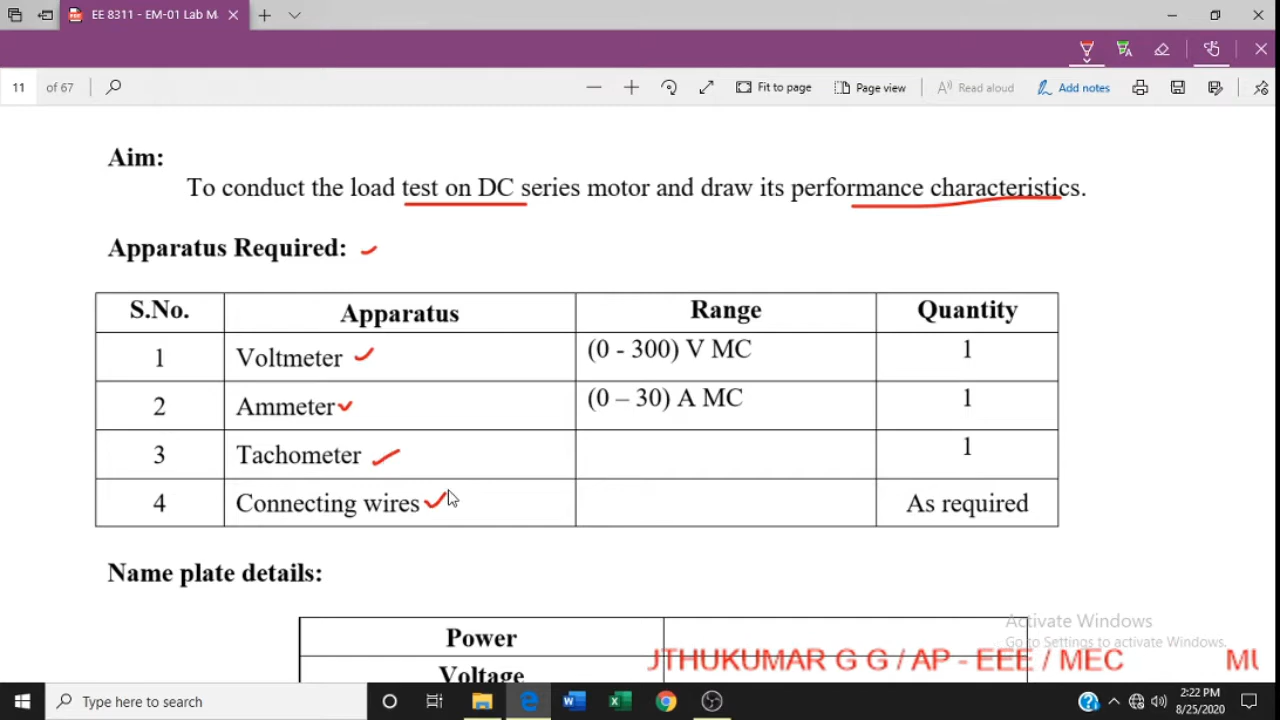 EE 8311 - EM-01 Lab M
11 of 67
Fit to page
Page view
Read aloud
Add notes
Aim:
To conduct the load test on DC series motor and draw its performance characteristics.
Apparatus Required:
S.No. Apparatus Range Quantity
1 Voltmeter (0 - 300) V MC 1
2 Ammeter (0 – 30) A MC 1
3 Tachometer 1
4 Connecting wires As required
Name plate details:
Power
Voltage
Activate Windows
Go to Settings to activate Windows.
JTHUKUMAR G G / AP - EEE / MEC MU
Type here to search
2:22 PM
8/25/2020